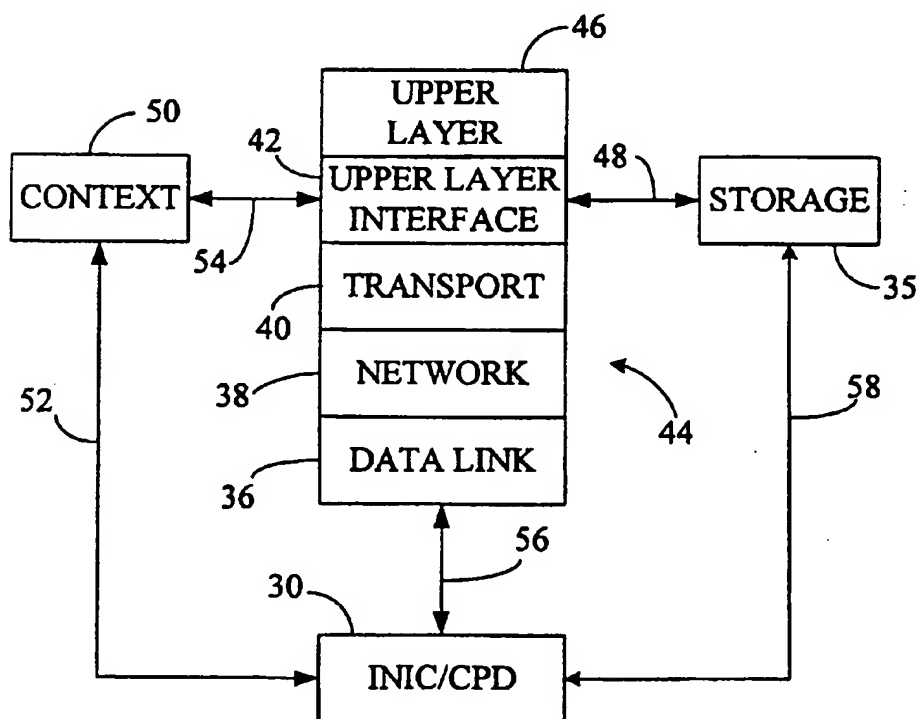 46
UPPER
LAYER
50
42
48
CONTEXT
UPPER LAYER
INTERFACE
STORAGE
54
35
TRANSPORT
40
NETWORK
38
52
58
44
DATA LINK
36
56
30
INIC/CPD